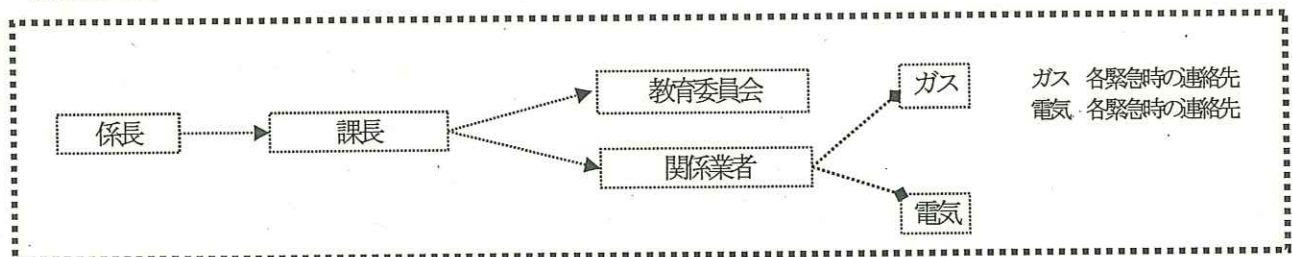 係長
課長
教育委員会
関係業者
ガス
電気
ガス 各緊急時の連絡先
電気 各緊急時の連絡先